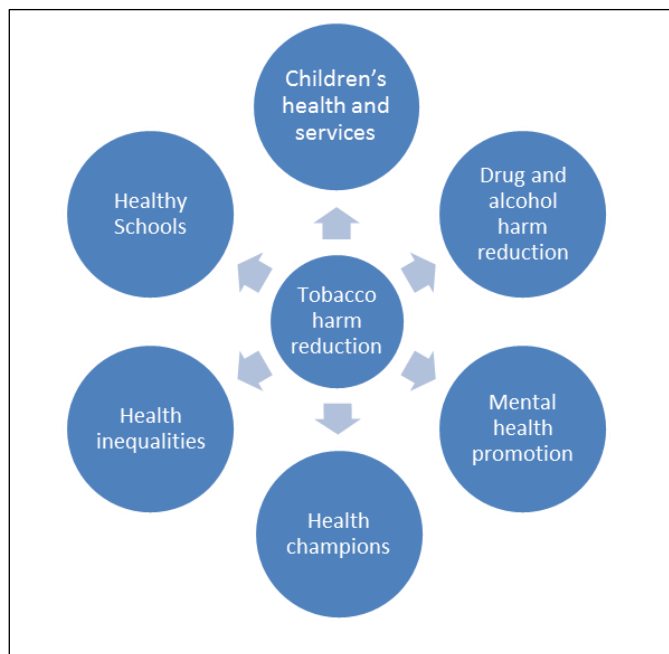 Children's
health and
services
Drug and
alcohol
harm
reduction
Healthy
Schools
Tobacco
harm
reduction
Mental
health
promotion
Health
inequalities
Health
champions